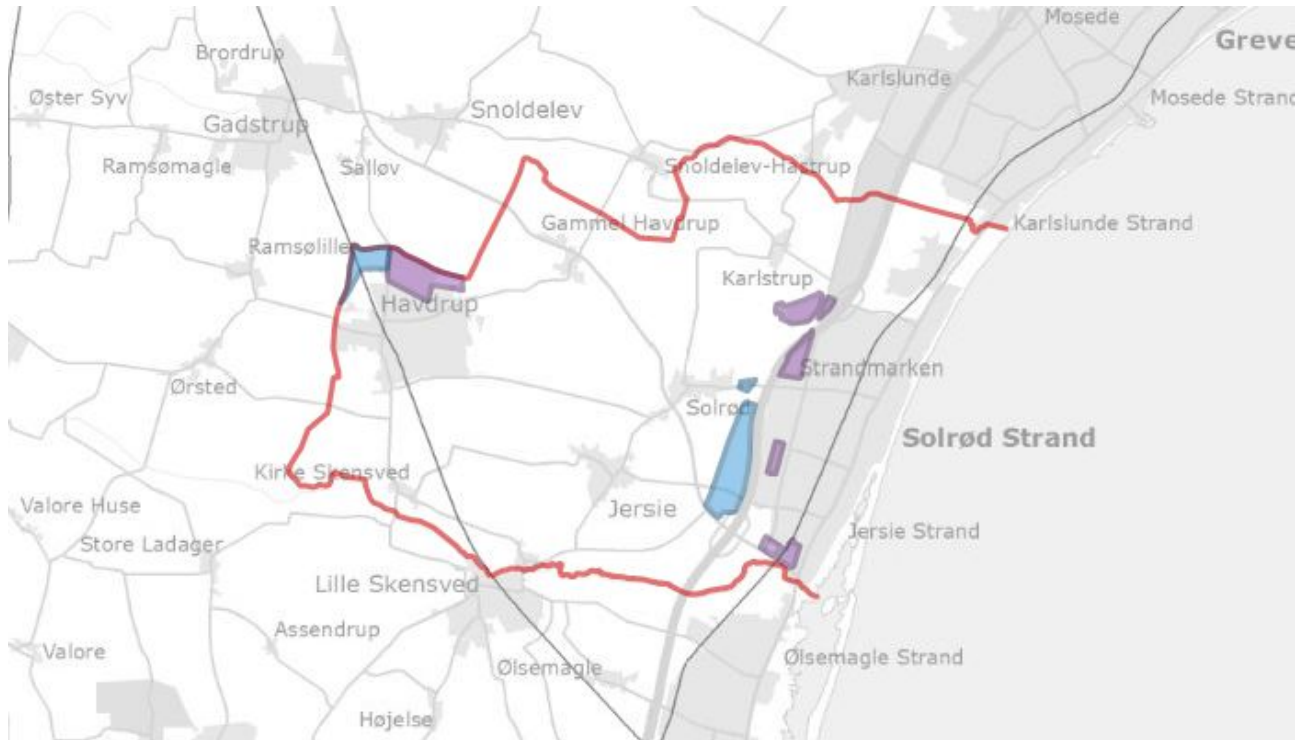 Mosede
Greve
Brordrup
Karlslunde
Øster Syv
Snoldelev
Mosede Strand
Gadstrup
Ramsømagle
Salløv
Snoldelev-Hastrup
Gammel Havdrup
Karlslunde Strand
Ramsølille
Karlstrup
Havdrup
Strandmarken
Ørsted
Solrød
Solrød Strand
Kirke Skensved
Valore Huse
Jersie
Jersie Strand
Store Ladager
Lille Skensved
Assendrup
Valore
Ølsemagle
Ølsemagle Strand
Højelse